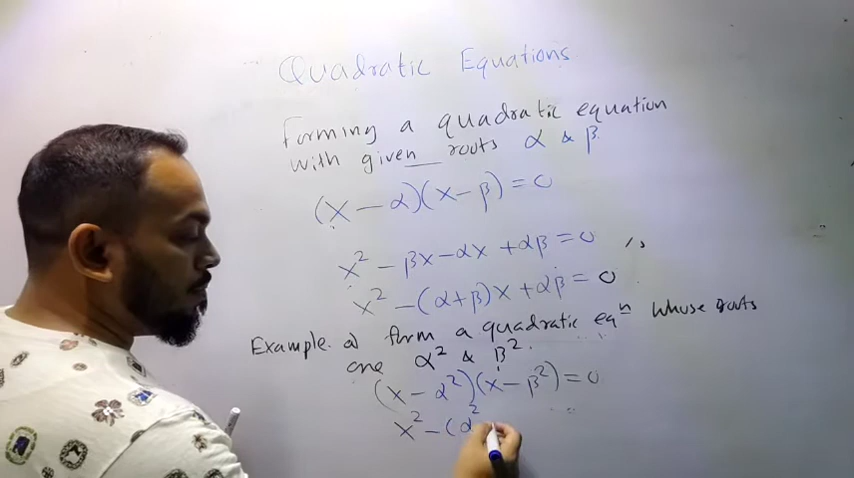 Quadratic Equations
Forming a quadratic equation
with given roots α & β.
(x – α)(x – β) = 0
x² – βx – αx + αβ = 0
x² – (α+β)x + αβ = 0
Example. a) form a quadratic eqⁿ whose roots
are α² & β².
(x – α²)(x – β²) = 0
x² – (α²